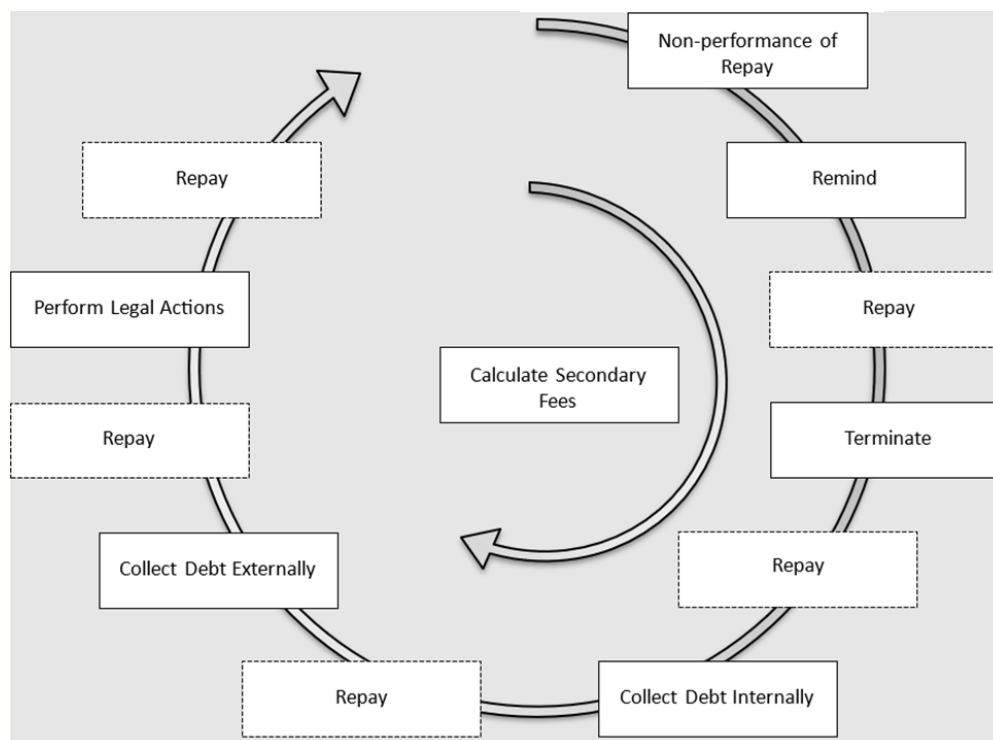 Non-performance of
Repay
Remind
Repay
Terminate
Repay
Collect Debt Internally
Repay
Collect Debt Externally
Repay
Perform Legal Actions
Repay
Calculate Secondary
Fees